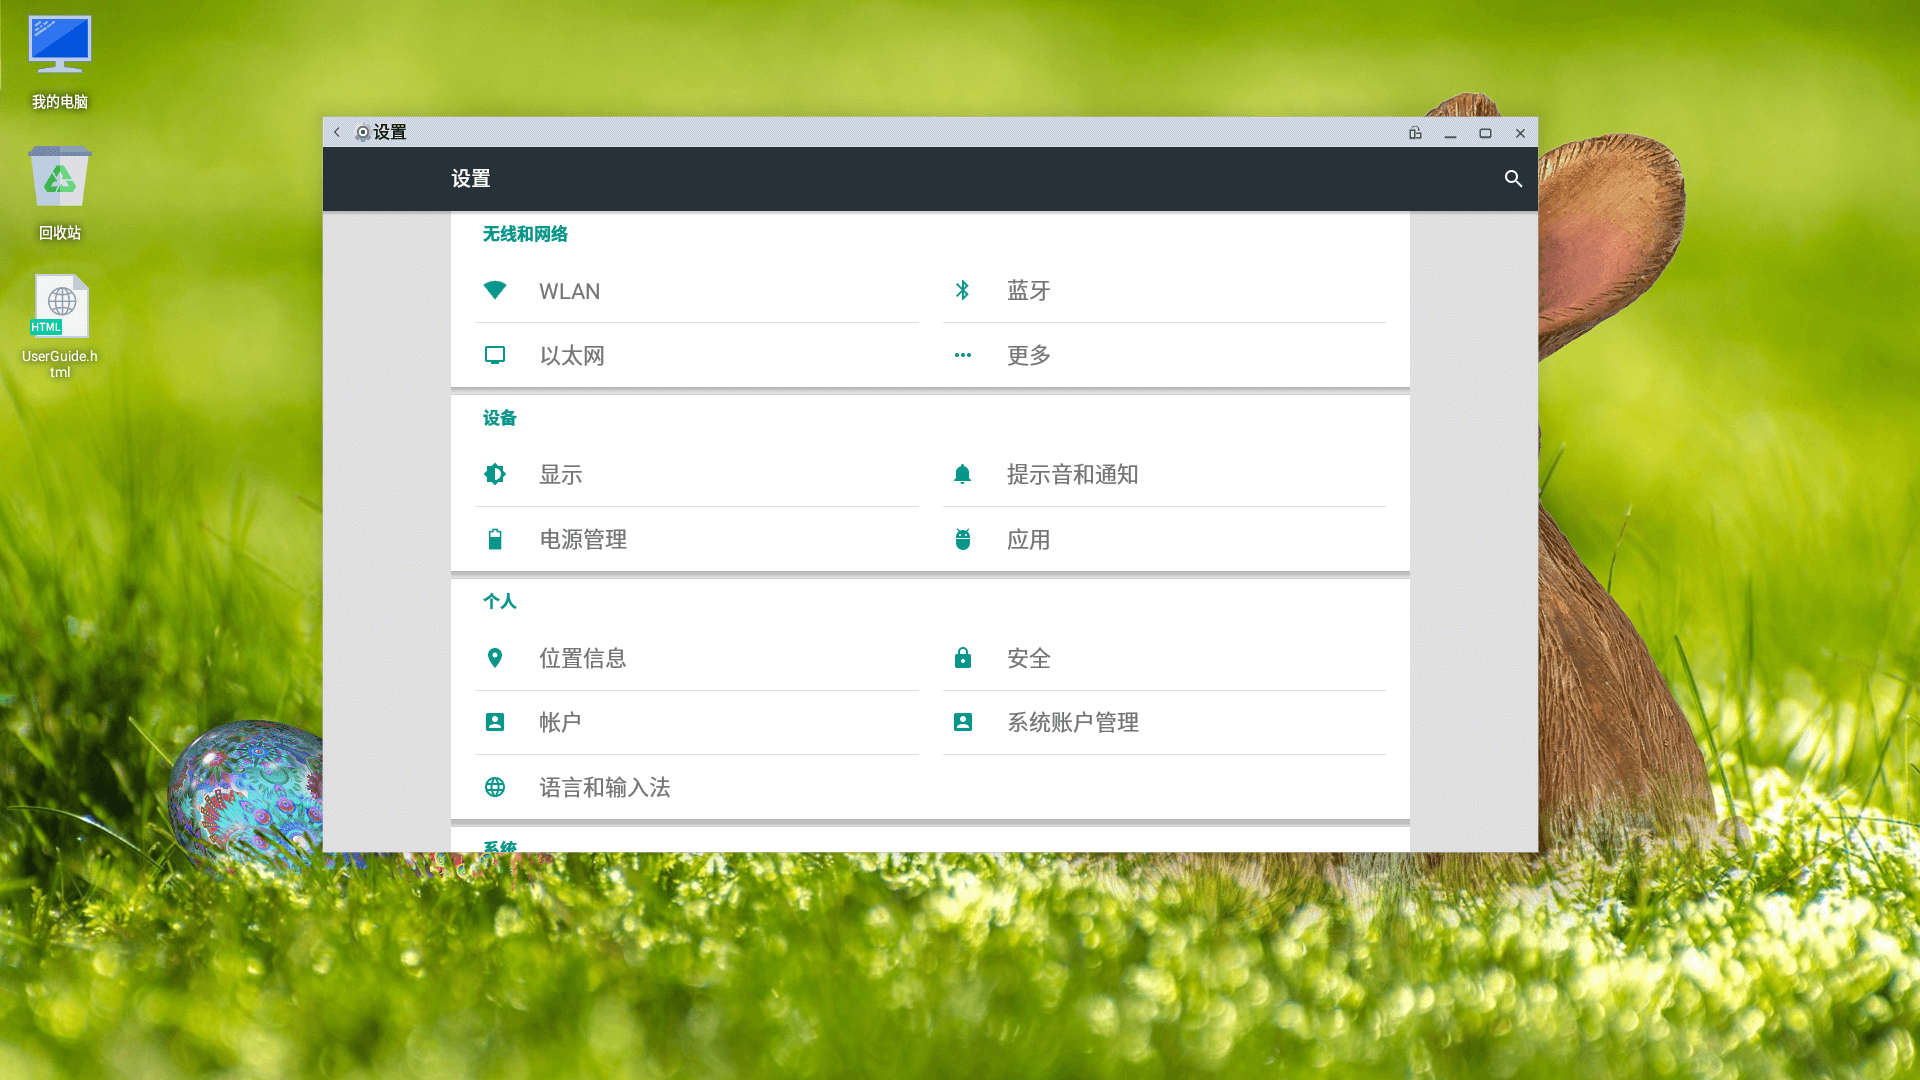 我的电脑
回收站
HTML
UserGuide.h
tml
设置
设置
无线和网络
WLAN
蓝牙
以太网
更多
设备
显示
提示音和通知
电源管理
应用
个人
位置信息
安全
帐户
系统账户管理
语言和输入法
系统